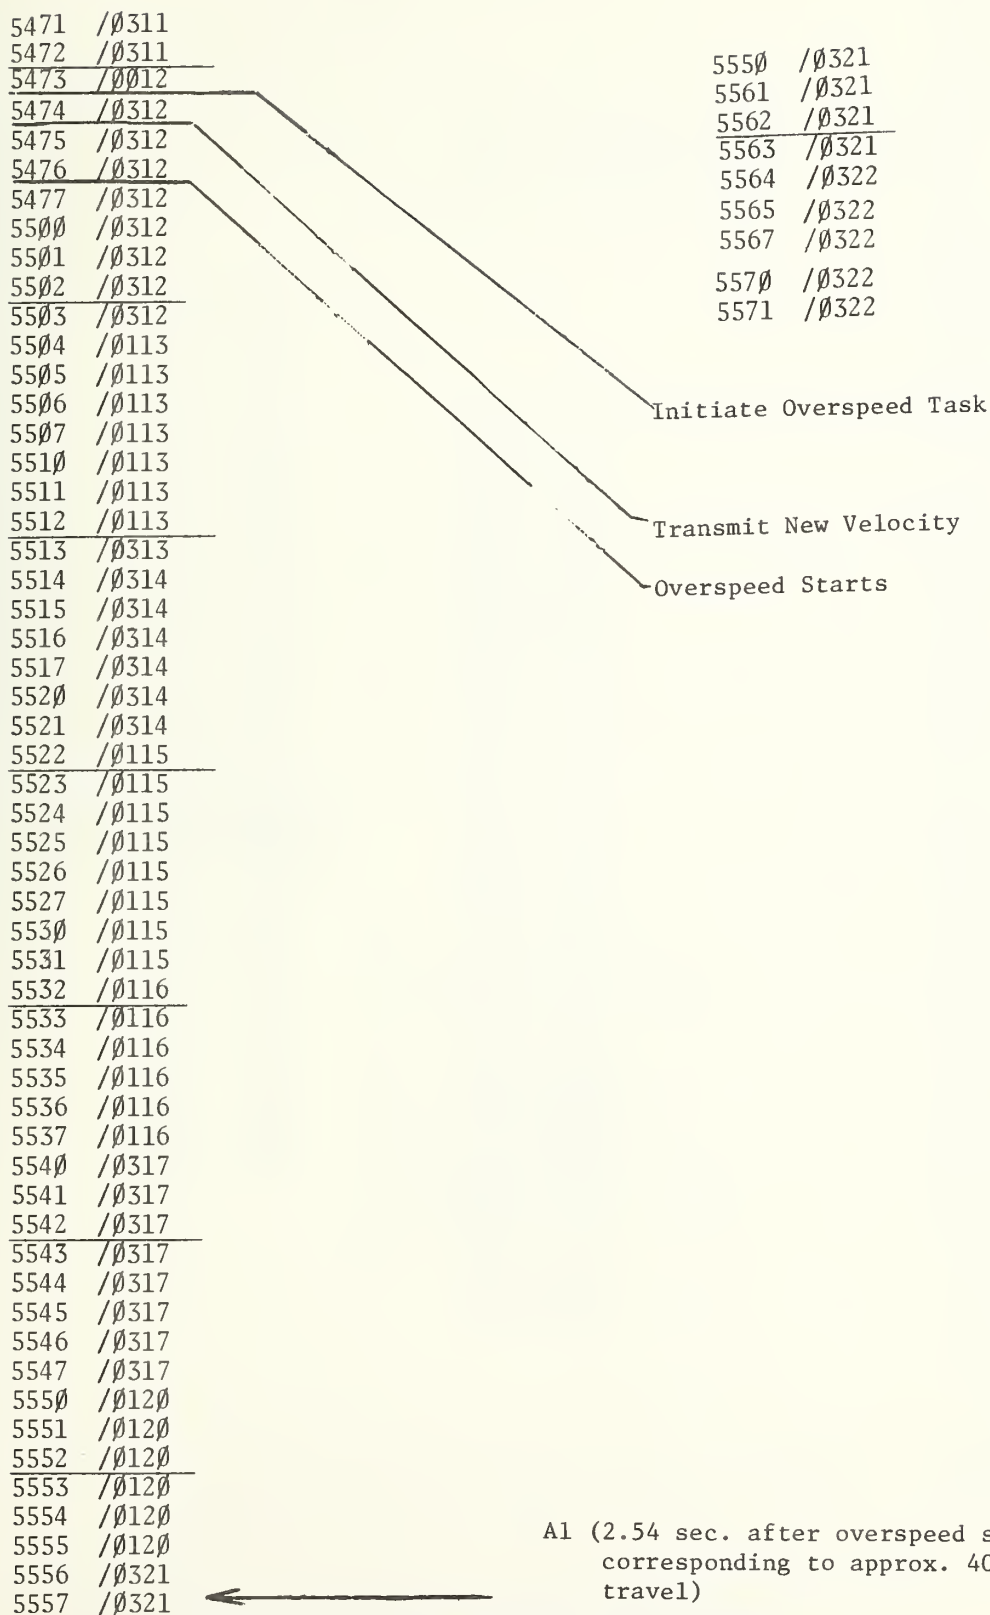 5471 /Ø311
5472 /Ø311
5473 /ØØ12
5474 /Ø312
5475 /Ø312
5476 /Ø312
5477 /Ø312
55ØØ /Ø312
55Ø1 /Ø312
55Ø2 /Ø312
55Ø3 /Ø312
55Ø4 /Ø113
55Ø5 /Ø113
55Ø6 /Ø113
55Ø7 /Ø113
551Ø /Ø113
5511 /Ø113
5512 /Ø113
5513 /Ø313
5514 /Ø314
5515 /Ø314
5516 /Ø314
5517 /Ø314
552Ø /Ø314
5521 /Ø314
5522 /Ø115
5523 /Ø115
5524 /Ø115
5525 /Ø115
5526 /Ø115
5527 /Ø115
553Ø /Ø115
5531 /Ø115
5532 /Ø116
5533 /Ø116
5534 /Ø116
5535 /Ø116
5536 /Ø116
5537 /Ø116
554Ø /Ø317
5541 /Ø317
5542 /Ø317
5543 /Ø317
5544 /Ø317
5545 /Ø317
5546 /Ø317
5547 /Ø317
555Ø /Ø12Ø
5551 /Ø12Ø
5552 /Ø12Ø
5553 /Ø12Ø
5554 /Ø12Ø
5555 /Ø12Ø
5556 /Ø321
5557 /Ø321
555Ø /Ø321
5561 /Ø321
5562 /Ø321
5563 /Ø321
5564 /Ø322
5565 /Ø322
5567 /Ø322
557Ø /Ø322
5571 /Ø322
Initiate Overspeed Task
Transmit New Velocity
Overspeed Starts
A1 (2.54 sec. after overspeed s
corresponding to approx. 40
travel)